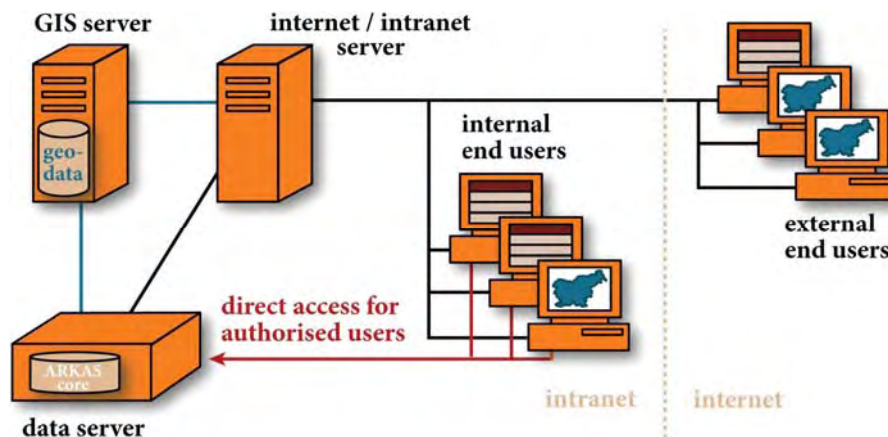 GIS server
internet / intranet
server
geo-
data
internal
end users
external
end users
direct access for
authorised users
ARKAS
core
data server
intranet
internet